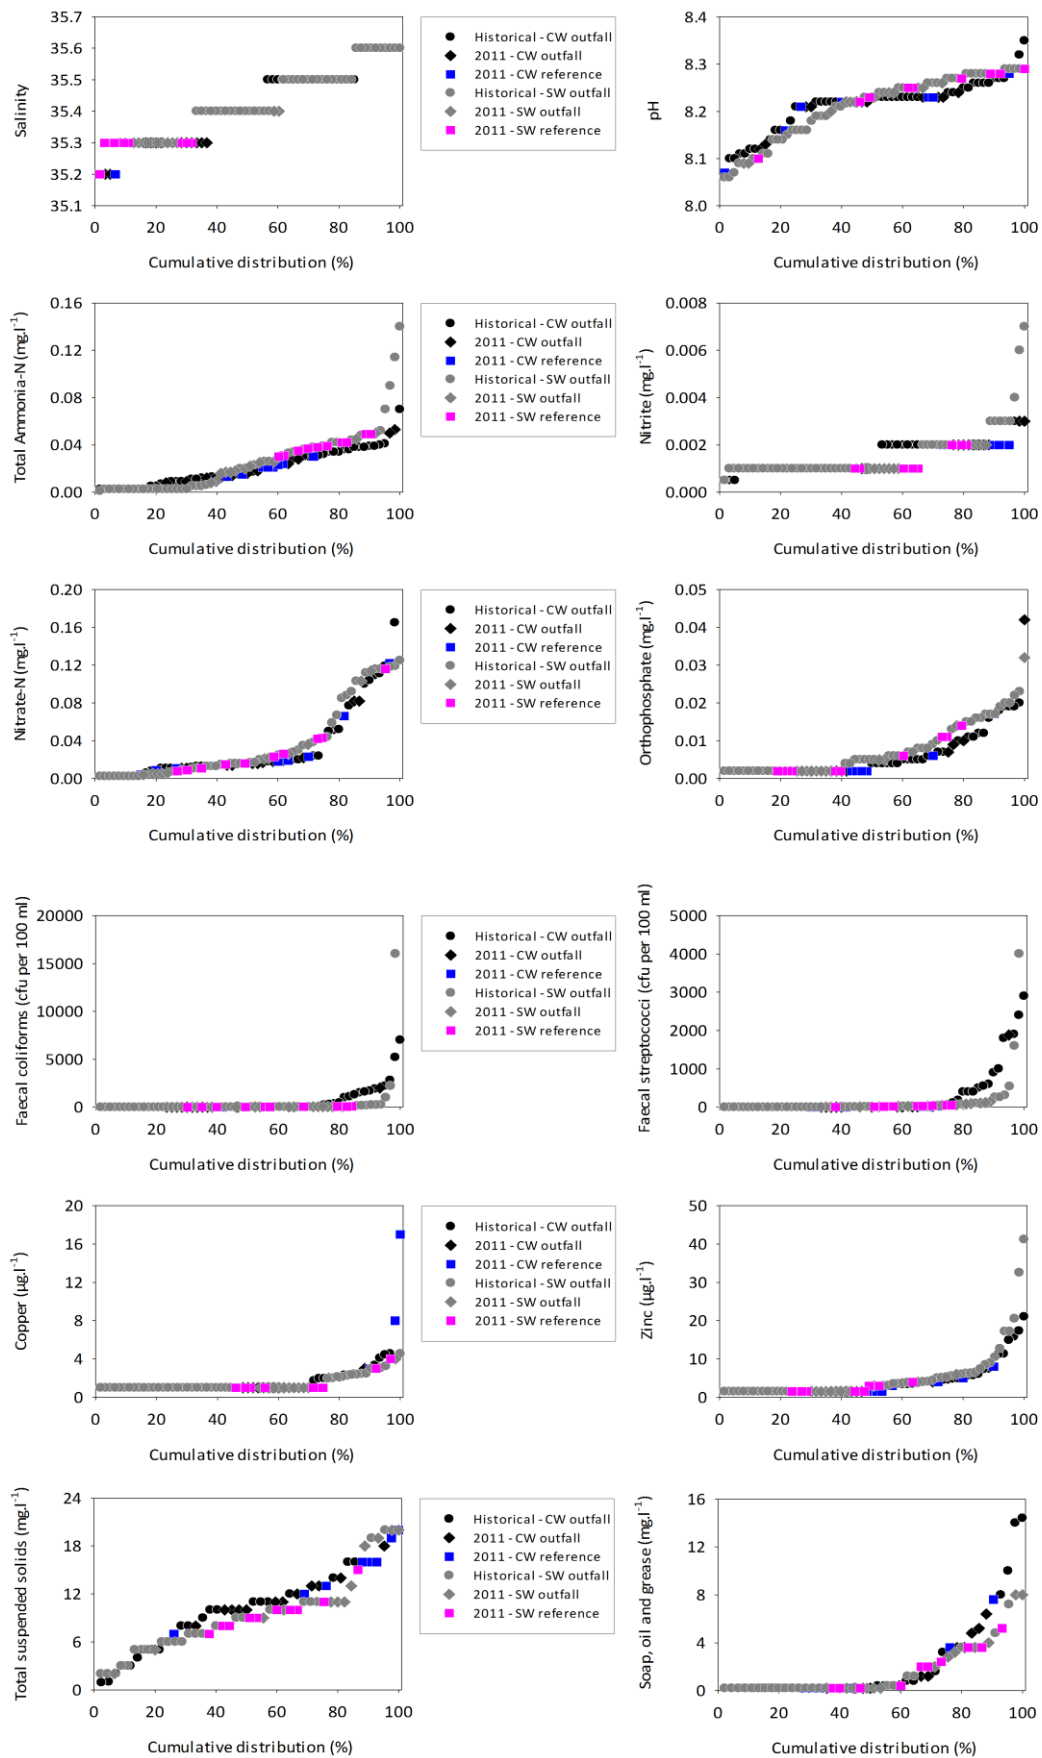 35.7
35.6
35.5
35.4
35.3
35.2
35.1
Salinity
0 20 40 60 80 100
Cumulative distribution (%)
Historical - CW outfall
2011 - CW outfall
2011 - CW reference
Historical - SW outfall
2011 - SW outfall
2011 - SW reference
8.4
8.3
8.2
8.1
8.0
pH
0 20 40 60 80 100
Cumulative distribution (%)
0.16
0.12
0.08
0.04
0.00
Total Ammonia-N (mg.l⁻¹)
0 20 40 60 80 100
Cumulative distribution (%)
Historical - CW outfall
2011 - CW outfall
2011 - CW reference
Historical - SW outfall
2011 - SW outfall
2011 - SW reference
0.008
0.006
0.004
0.002
0.000
Nitrite (mg.l⁻¹)
0 20 40 60 80 100
Cumulative distribution (%)
0.20
0.16
0.12
0.08
0.04
0.00
Nitrate-N (mg.l⁻¹)
0 20 40 60 80 100
Cumulative distribution (%)
Historical - CW outfall
2011 - CW outfall
2011 - CW reference
Historical - SW outfall
2011 - SW outfall
2011 - SW reference
0.05
0.04
0.03
0.02
0.01
0.00
Orthophosphate (mg.l⁻¹)
0 20 40 60 80 100
Cumulative distribution (%)
20000
15000
10000
5000
0
Faecal coliforms (cfu per 100 ml)
0 20 40 60 80 100
Cumulative distribution (%)
Historical - CW outfall
2011 - CW outfall
2011 - CW reference
Historical - SW outfall
2011 - SW outfall
2011 - SW reference
5000
4000
3000
2000
1000
0
Faecal streptococci (cfu per 100 ml)
0 20 40 60 80 100
Cumulative distribution (%)
20
16
12
8
4
0
Copper (µg.l⁻¹)
0 20 40 60 80 100
Cumulative distribution (%)
Historical - CW outfall
2011 - CW outfall
2011 - CW reference
Historical - SW outfall
2011 - SW outfall
2011 - SW reference
50
40
30
20
10
0
Zinc (µg.l⁻¹)
0 20 40 60 80 100
Cumulative distribution (%)
24
18
12
6
0
Total suspended solids (mg.l⁻¹)
0 20 40 60 80 100
Cumulative distribution (%)
Historical - CW outfall
2011 - CW outfall
2011 - CW reference
Historical - SW outfall
2011 - SW outfall
2011 - SW reference
16
12
8
4
0
Soap, oil and grease (mg.l⁻¹)
0 20 40 60 80 100
Cumulative distribution (%)